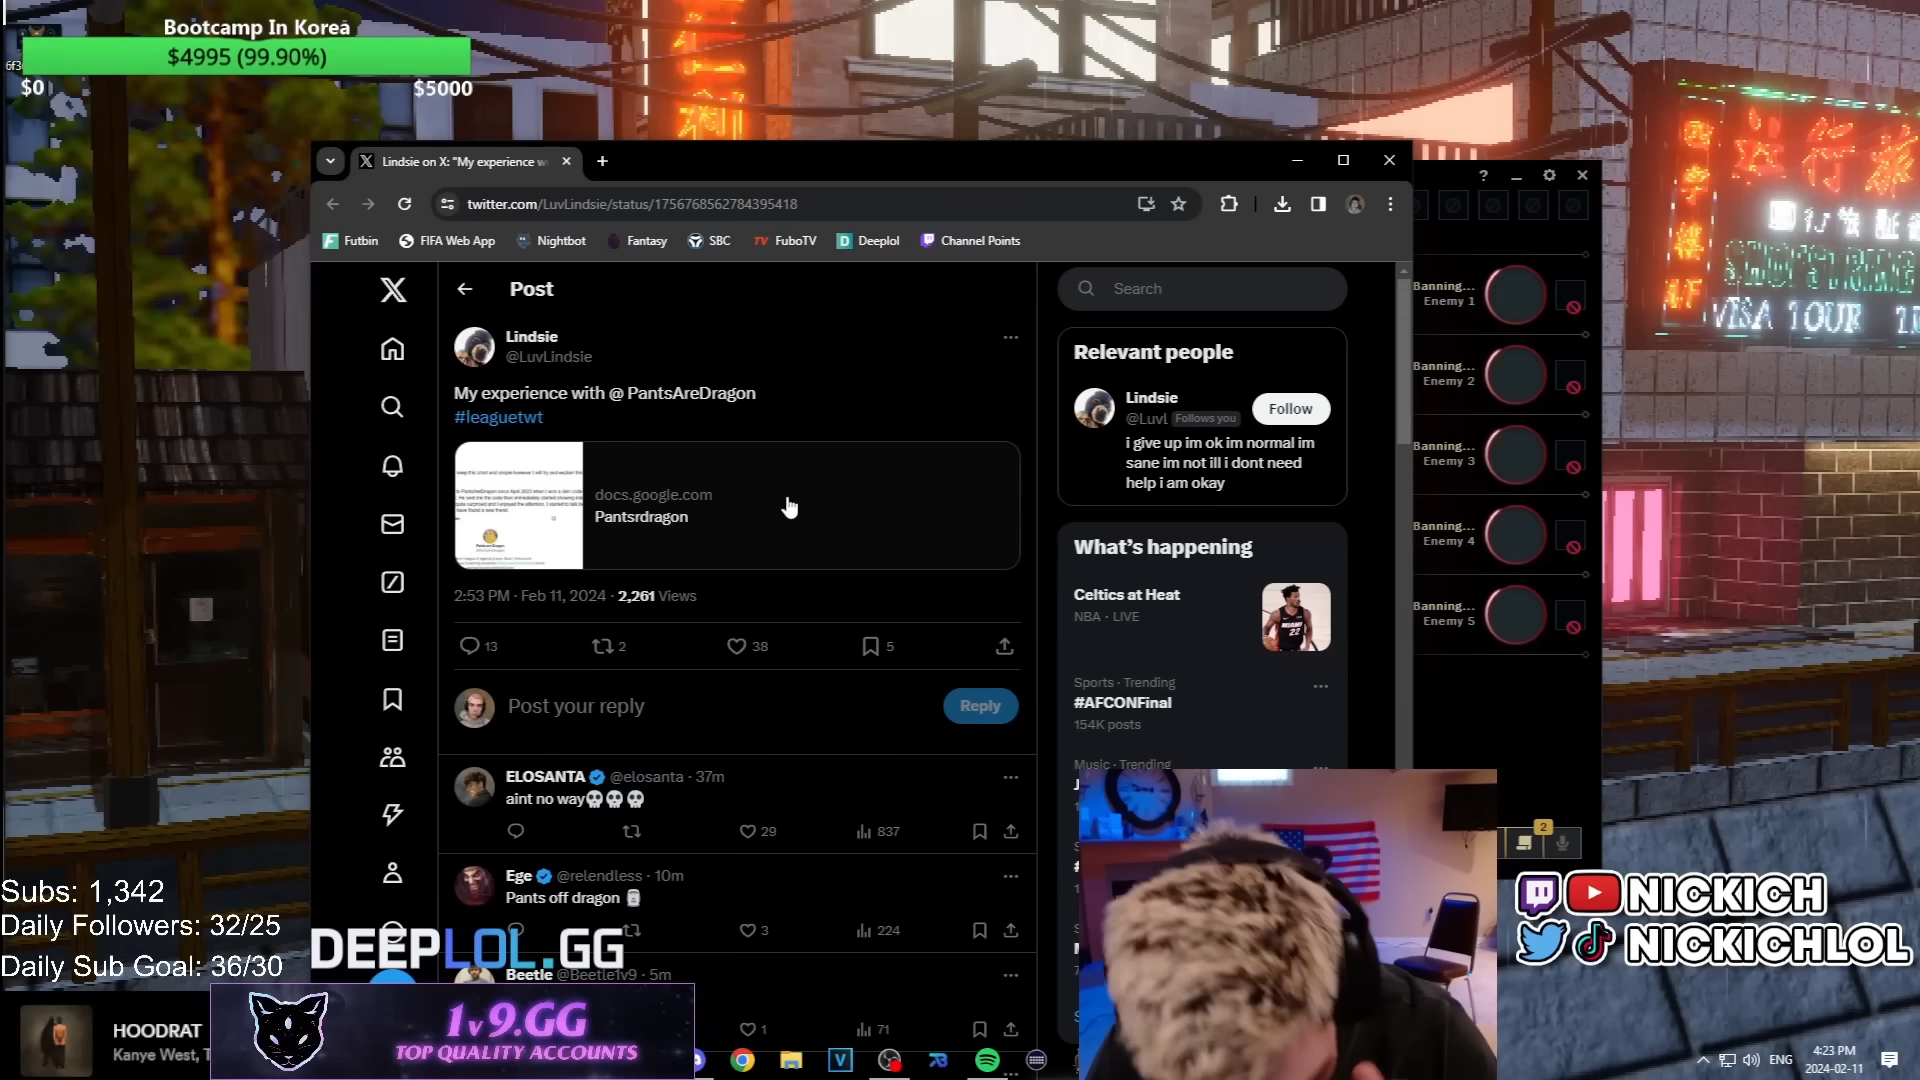 Bootcamp In Korea
$4995 (99.90%)
$0
$5000
Lindsie on X: "My experience w
twitter.com/LuvLindsie/status/1756768562784395418
Futbin
FIFA Web App
Nightbot
Fantasy
SBC
FuboTV
Deeplol
Channel Points
Post
Lindsie
@LuvLindsie
My experience with @ PantsAreDragon
#leaguetwt
docs.google.com
Pantsrdragon
2:53 PM · Feb 11, 2024 · 2,261 Views
13
2
38
5
Post your reply
Reply
ELOSANTA @elosanta · 37m
aint no way💀💀💀
29
837
Ege @relendless · 10m
Pants off dragon
3
224
Beetle @Beetle1v9 · 5m
1
71
Search
Relevant people
Lindsie
@Luvl Follows you
Follow
i give up im ok im normal im
sane im not ill i dont need
help i am okay
What's happening
Celtics at Heat
NBA · LIVE
MIAMI
22
Sports · Trending
#AFCONFinal
154K posts
Music · Trending
Banning...
Enemy 1
Banning...
Enemy 2
Banning...
Enemy 3
Banning...
Enemy 4
Banning...
Enemy 5
2
VISA TOUR
Subs: 1,342
Daily Followers: 32/25
Daily Sub Goal: 36/30
DEEPLOL.GG
HOODRAT
Kanye West, T
1v9.GG
TOP QUALITY ACCOUNTS
NICKICH
NICKICHLOL
ENG
4:23 PM
2024-02-11